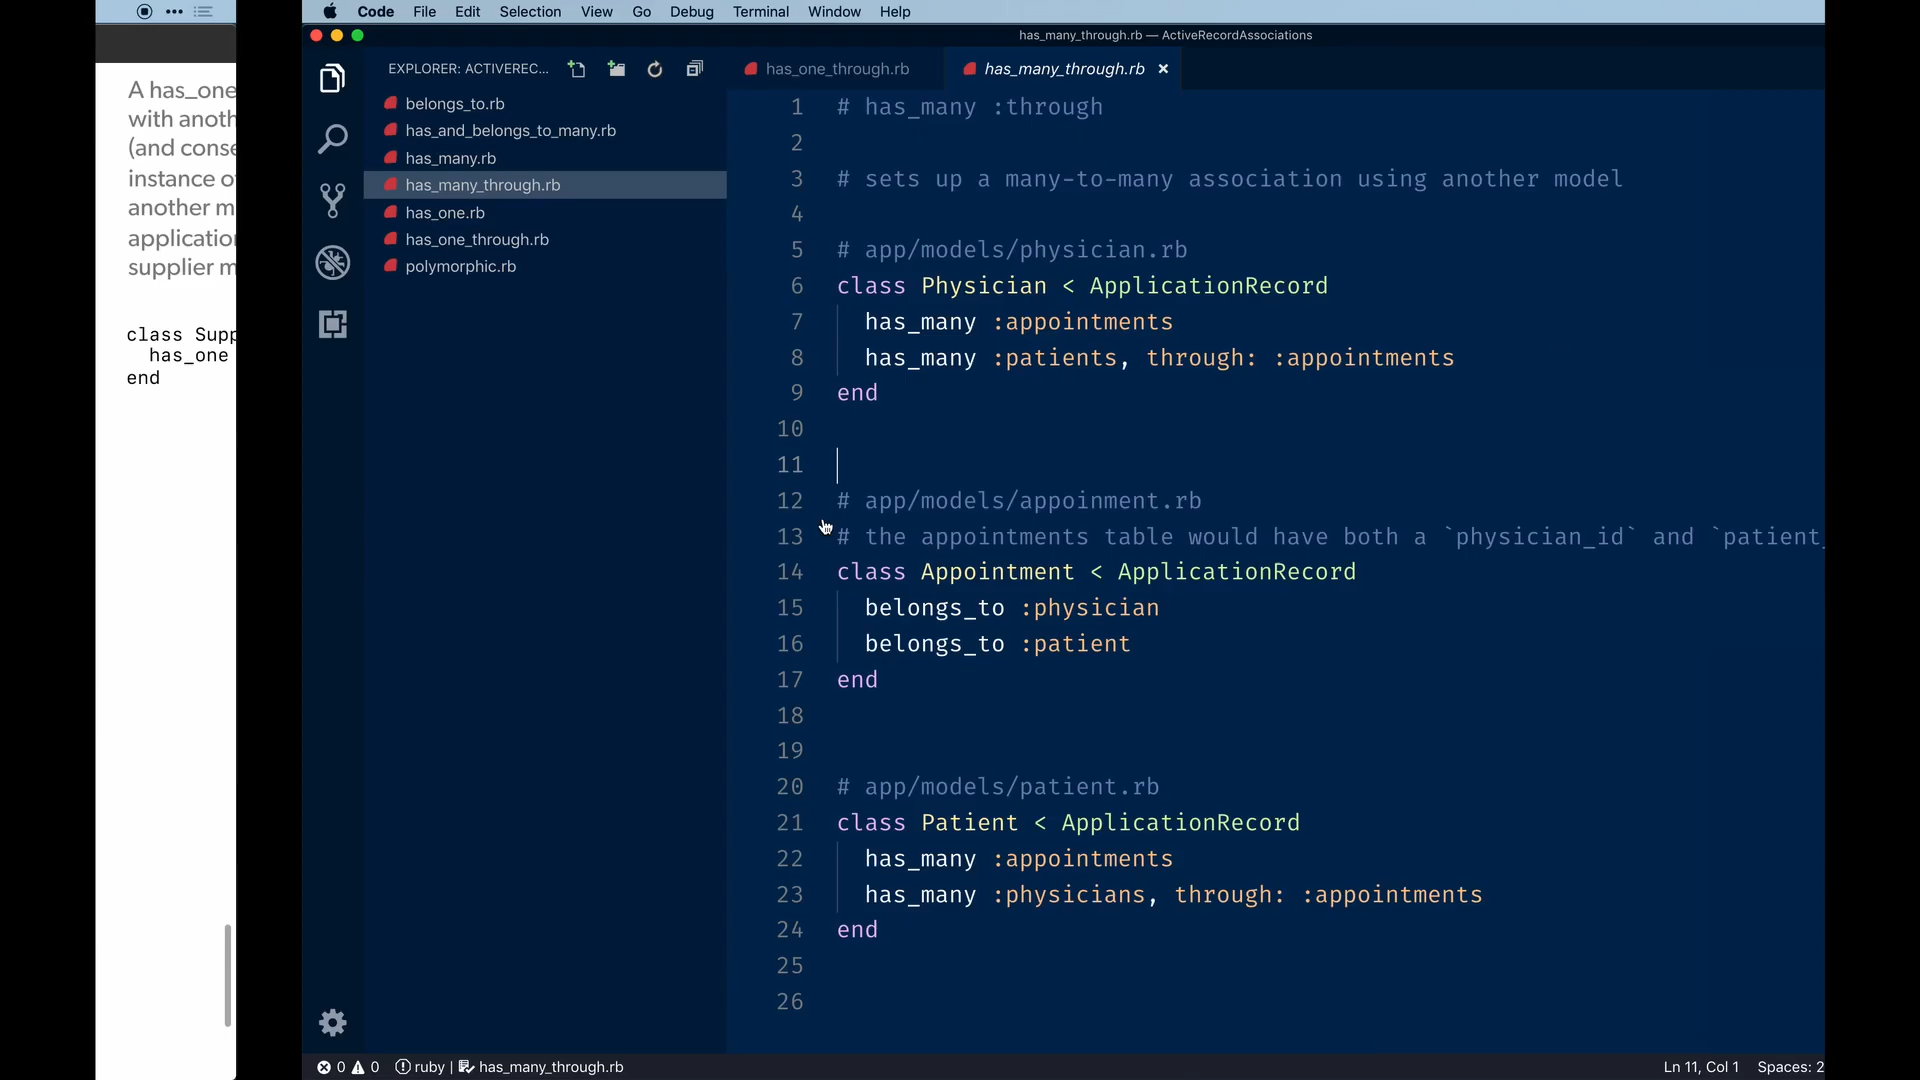 Code File Edit Selection View Go Debug Terminal Window Help
has_many_through.rb — ActiveRecordAssociations
A has_one
with anoth
(and conse
instance o
another m
application
supplier m
class Supp
has_one
end
EXPLORER: ACTIVEREC...
belongs_to.rb
has_and_belongs_to_many.rb
has_many.rb
has_many_through.rb
has_one.rb
has_one_through.rb
polymorphic.rb
has_one_through.rb has_many_through.rb ×
1 # has_many :through
2
3 # sets up a many-to-many association using another model
4
5 # app/models/physician.rb
6 class Physician < ApplicationRecord
7 has_many :appointments
8 has_many :patients, through: :appointments
9 end
10
11
12 # app/models/appoinment.rb
13 # the appointments table would have both a `physician_id` and `patient_
14 class Appointment < ApplicationRecord
15 belongs_to :physician
16 belongs_to :patient
17 end
18
19
20 # app/models/patient.rb
21 class Patient < ApplicationRecord
22 has_many :appointments
23 has_many :physicians, through: :appointments
24 end
25
26
0 0 ruby | has_many_through.rb
Ln 11, Col 1 Spaces: 2